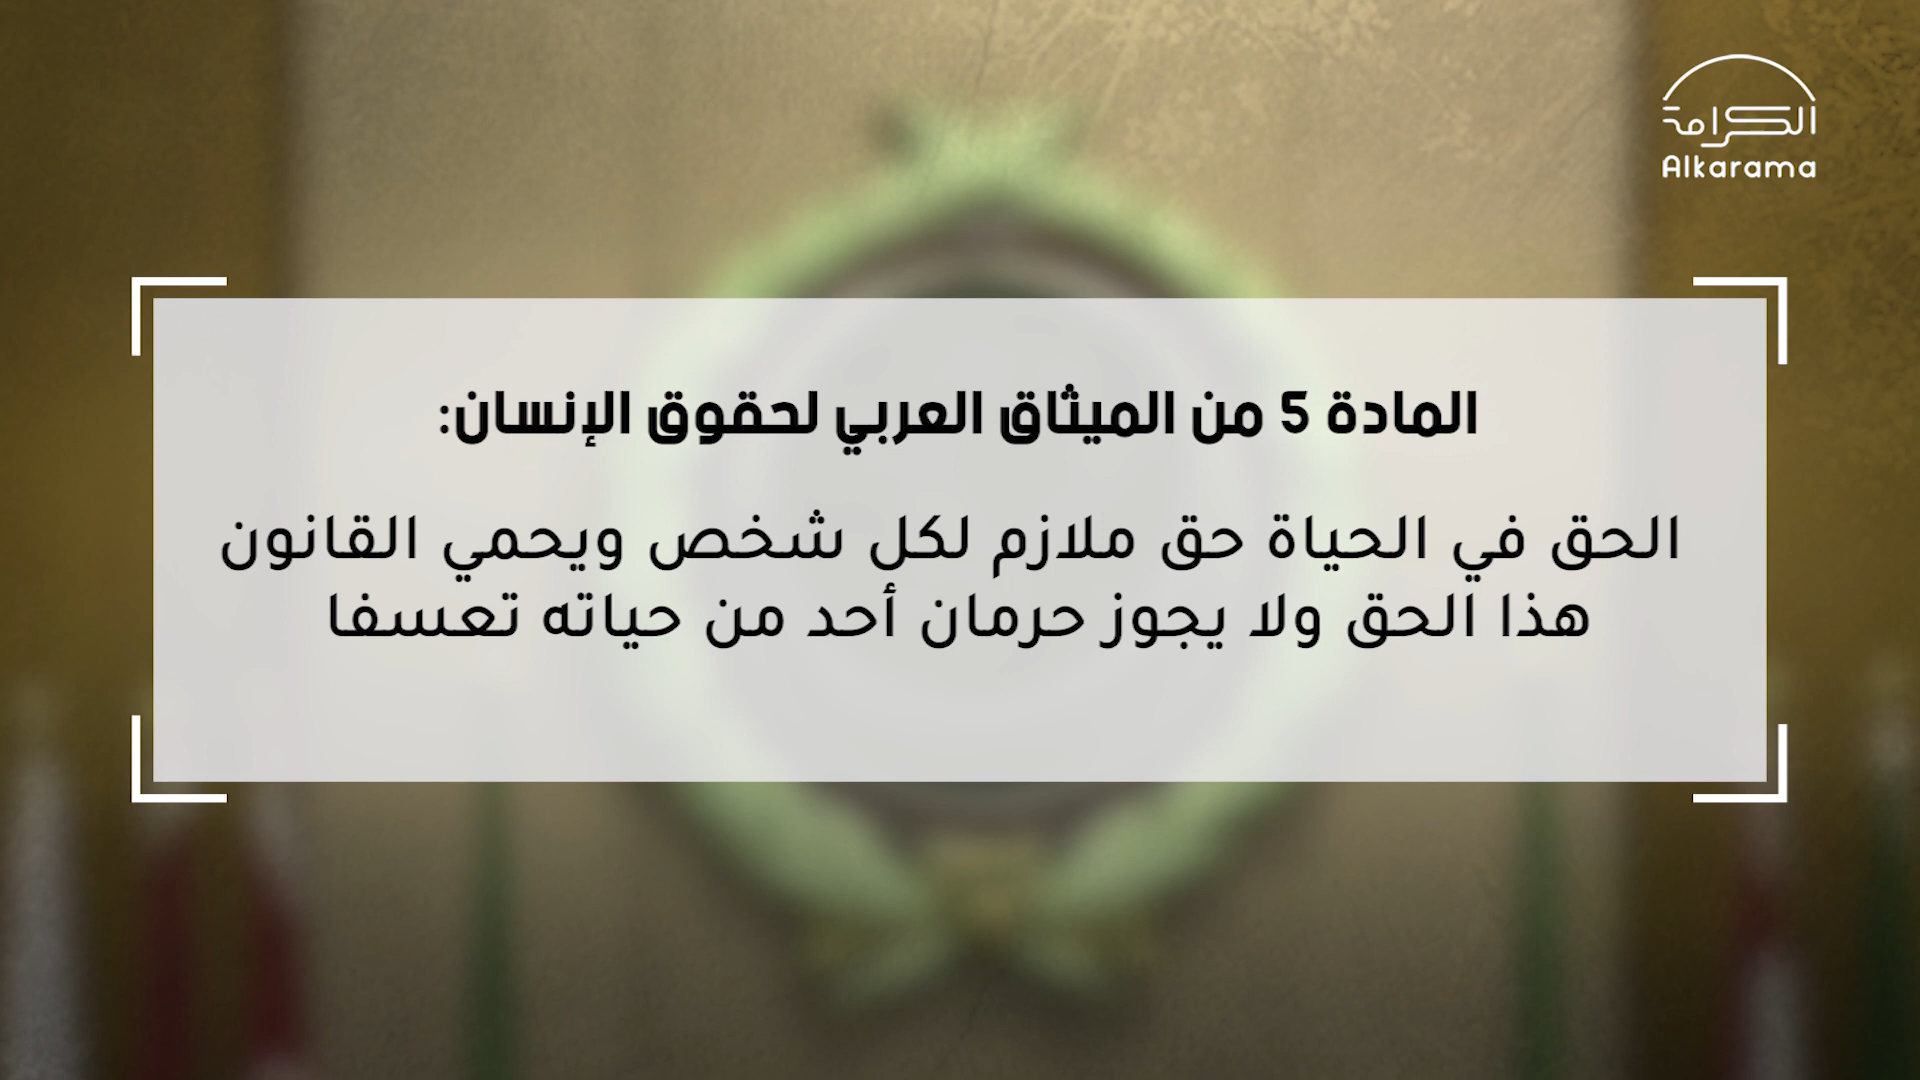 الكرامة
Alkarama
المادة 5 من الميثاق العربي لحقوق الإنسان:
الحق في الحياة حق ملازم لكل شخص ويحمي القانون
هذا الحق ولا يجوز حرمان أحد من حياته تعسفا